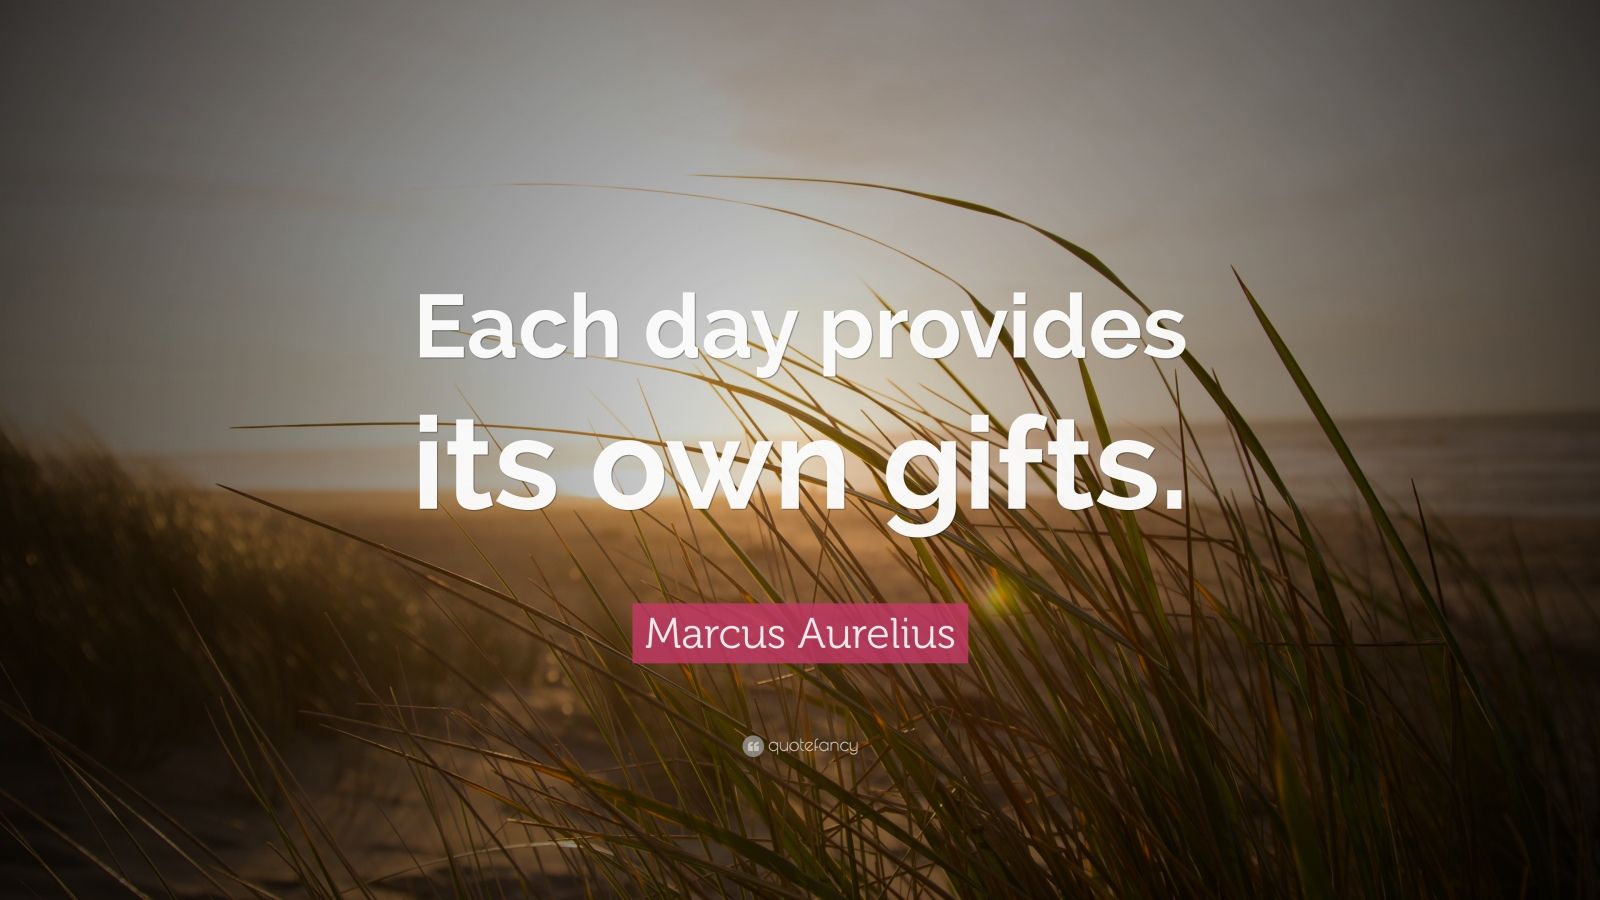 Each day provides
its own gifts.
Marcus Aurelius
quotefancy